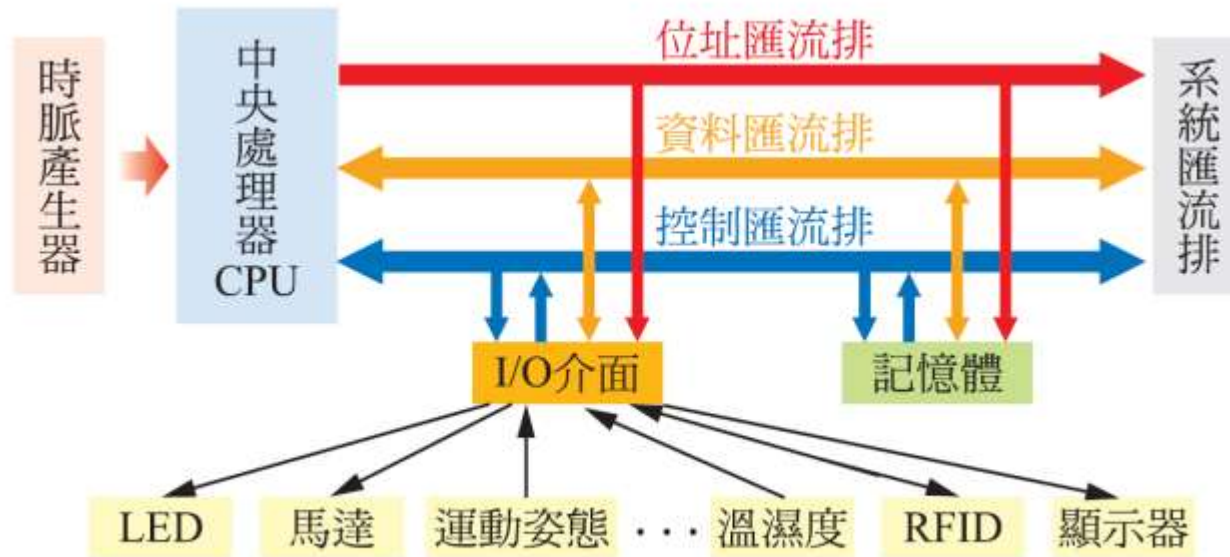 時脈產生器
中央處理器
CPU
位址匯流排
資料匯流排
控制匯流排
系統匯流排
I/O介面
記憶體
LED
馬達
運動姿態
···
溫濕度
RFID
顯示器